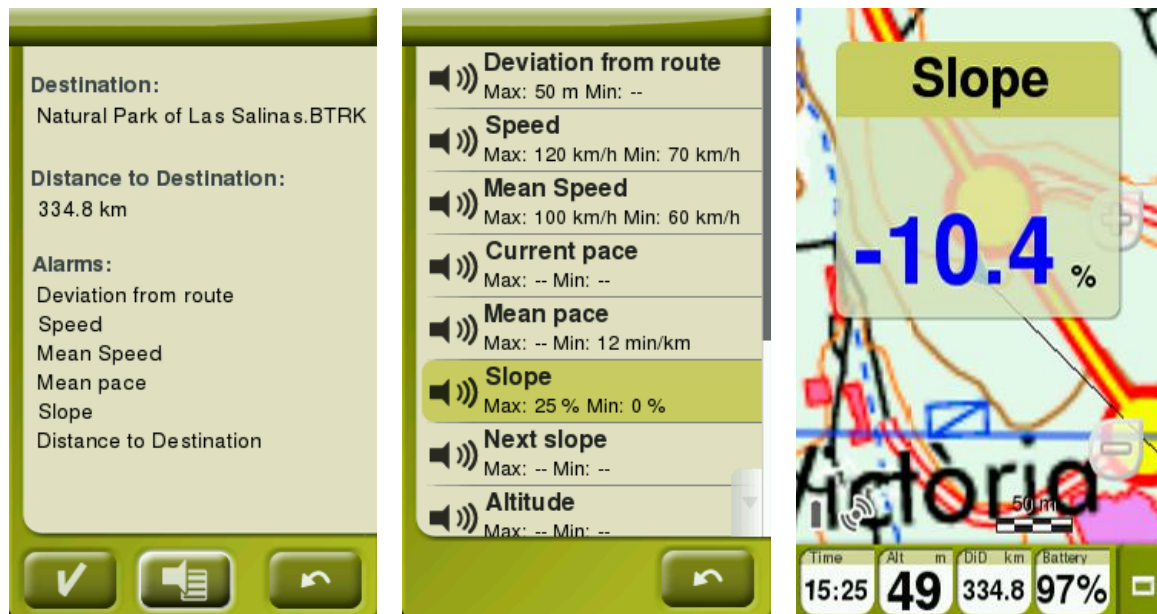 Destination:
Natural Park of Las Salinas.BTRK
Distance to Destination:
334.8 km
Alarms:
Deviation from route
Speed
Mean Speed
Mean pace
Slope
Distance to Destination
Deviation from route
Max: 50 m Min: --
Speed
Max: 120 km/h Min: 70 km/h
Mean Speed
Max: 100 km/h Min: 60 km/h
Current pace
Max: -- Min: --
Mean pace
Max: -- Min: 12 min/km
Slope
Max: 25 % Min: 0 %
Next slope
Max: -- Min: --
Altitude
Max: -- Min: --
Slope
-10.4 %
Victòria
50 m
Time Alt m DiD km Battery
15:25 49 334.8 97%